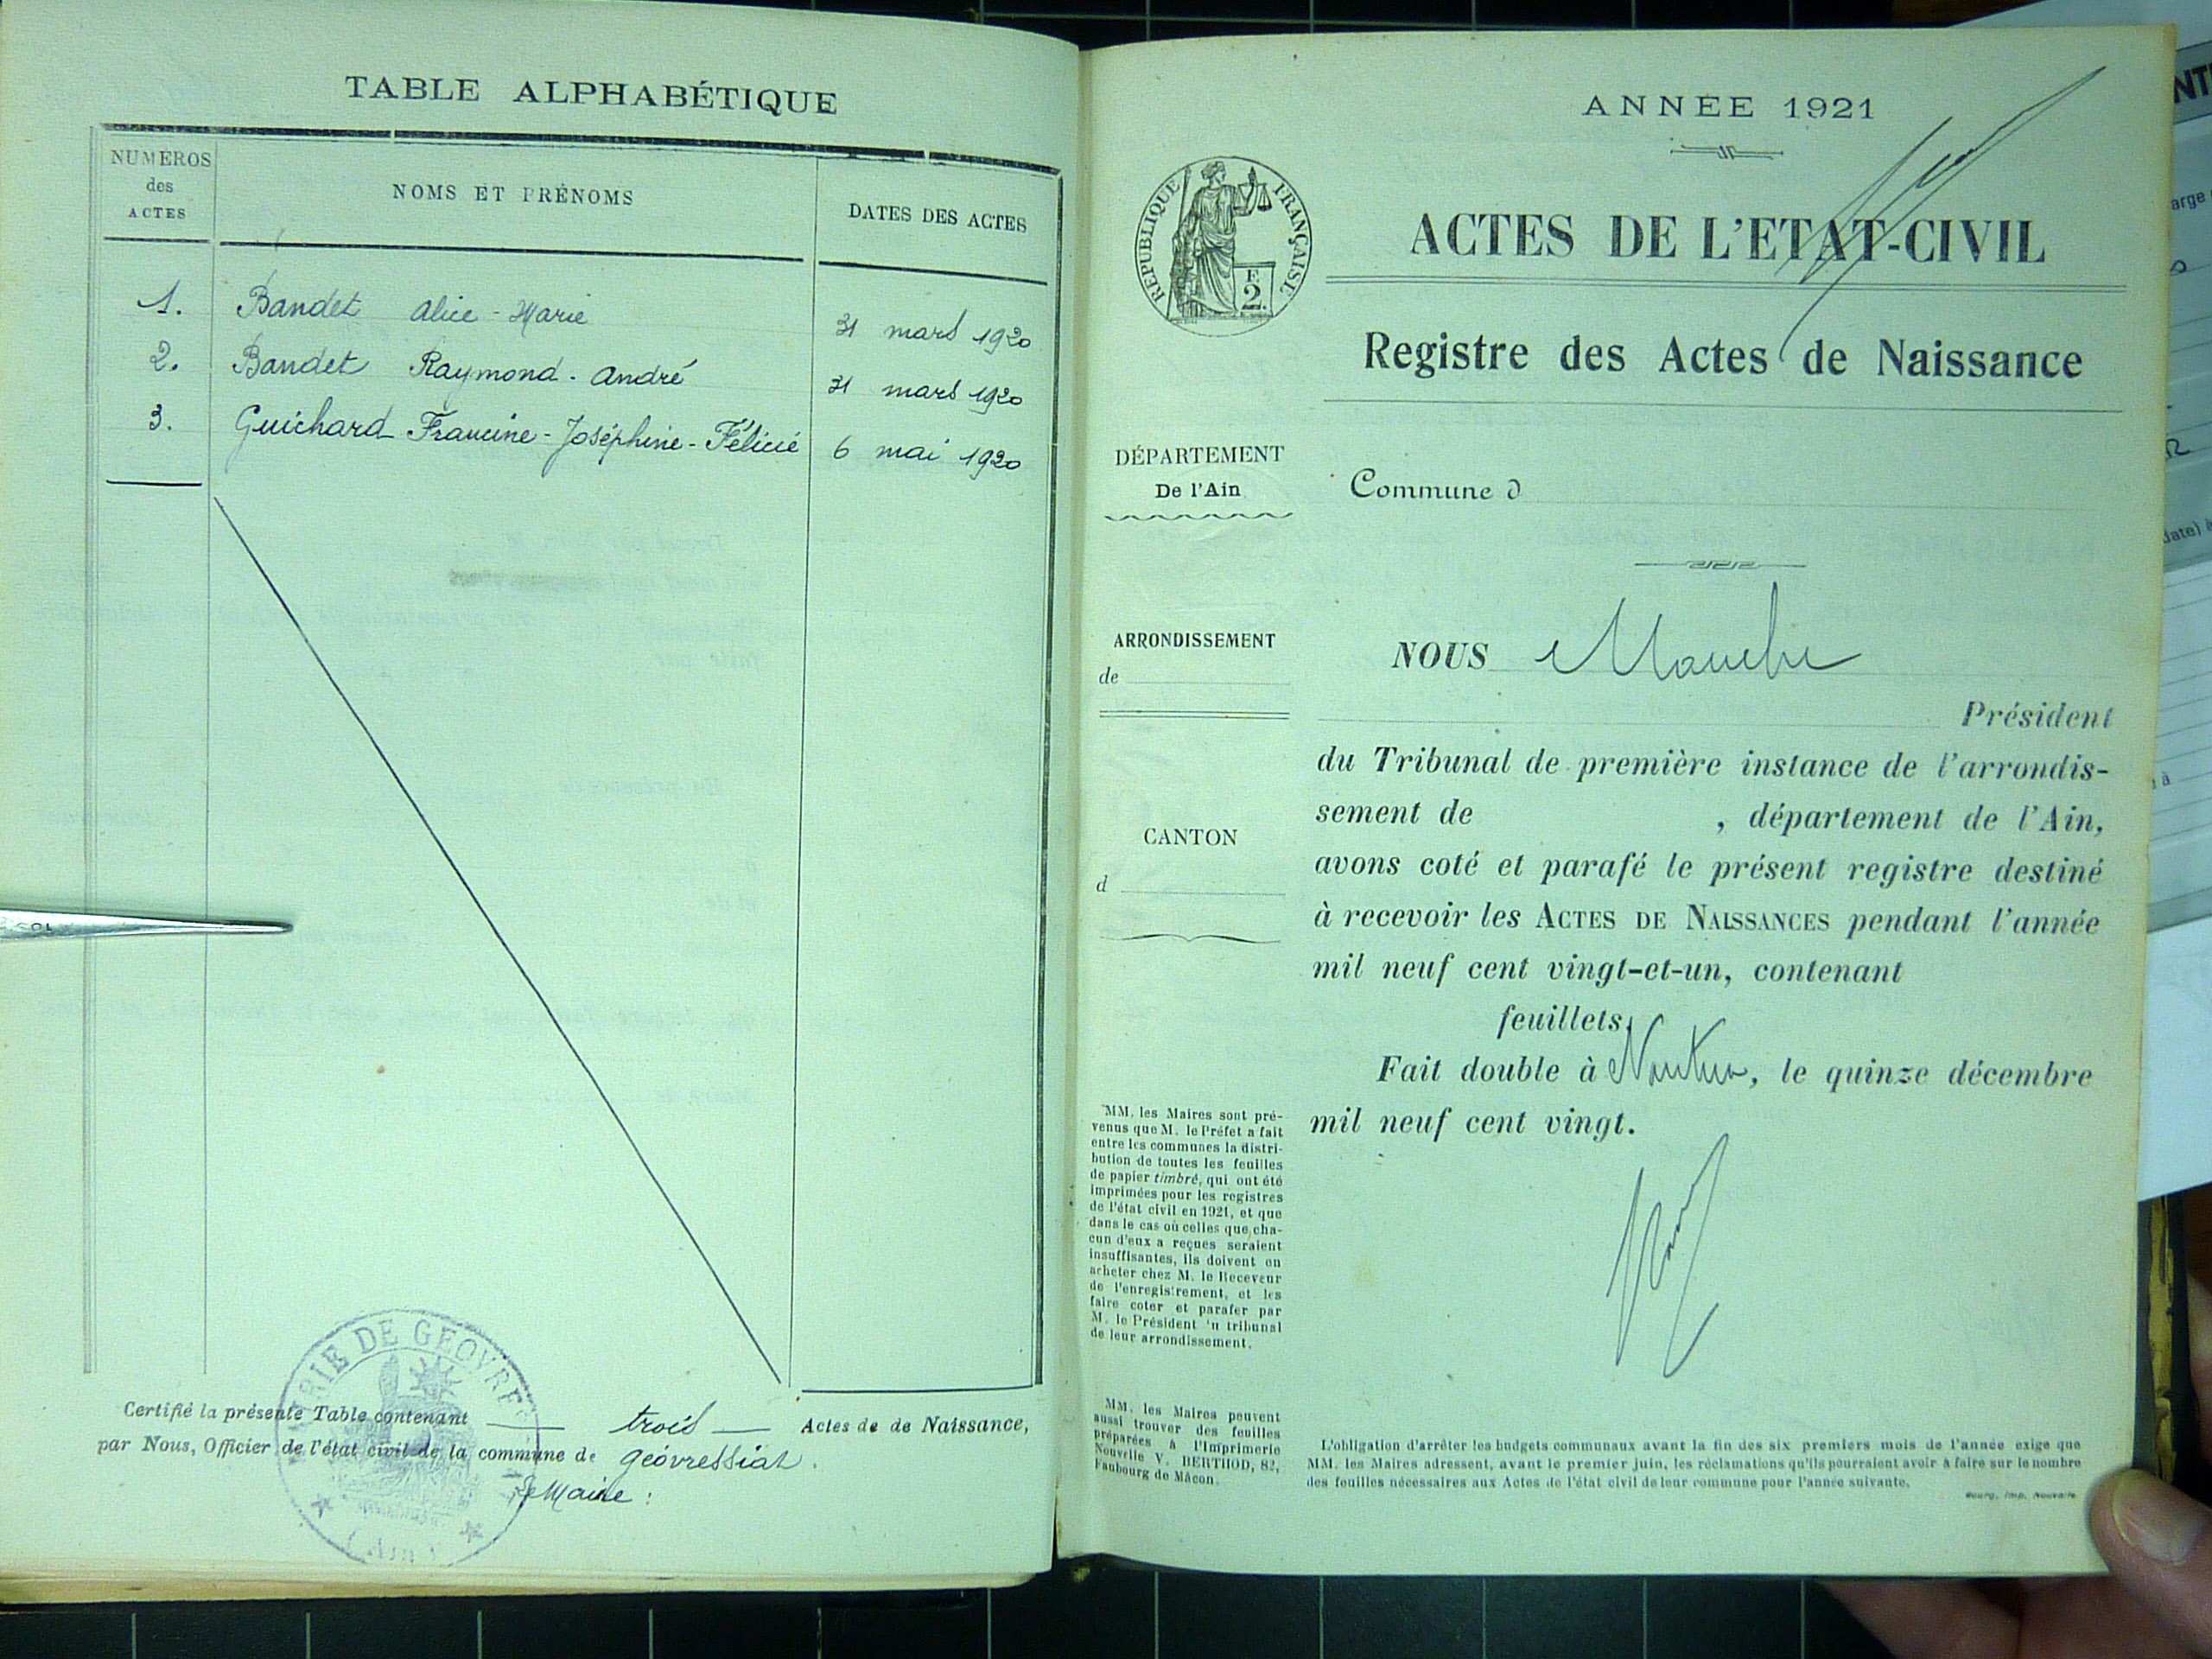 TABLE ALPHABÉTIQUE
NUMÉROS
des
ACTES
NOMS ET PRÉNOMS
DATES DES ACTES
1. Bandet Alice-Marie 31 mars 1920
2. Bandet Raymond-André 31 mars 1920
3. Guichard Francine-Joséphine-Félicie 6 mai 1920
Certifié la présente Table contenant trois Actes de de Naissance,
par Nous, Officier de l'état civil de la commune de Géovressiat.
Le Maire :
ANNÉE 1921
RÉPUBLIQUE FRANÇAISE
E
2.
ACTES DE L'ETAT-CIVIL
Registre des Actes de Naissance
DÉPARTEMENT
De l'Ain
Commune d
ARRONDISSEMENT
de
CANTON
d
NOUS
Président
du Tribunal de première instance de l'arrondis-
sement de , département de l'Ain,
avons coté et parafé le présent registre destiné
à recevoir les ACTES DE NAISSANCES pendant l'année
mil neuf cent vingt-et-un, contenant
feuillets.
Fait double à Nantua, le quinze décembre
mil neuf cent vingt.
MM. les Maires sont pré-
venus que M. le Préfet a fait
entre les communes la distri-
bution de toutes les feuilles
de papier timbré, qui ont été
imprimées pour les registres
de l'état civil en 1921, et que
dans le cas où celles que cha-
cun d'eux a reçues seraient
insuffisantes, ils doivent en
acheter chez M. le Receveur
de l'enregistrement, et les
faire coter et parafer par
M. le Président 'u tribunal
de leur arrondissement.
MM. les Maires peuvent
aussi trouver des feuilles
préparées à l'Imprimerie
Nouvelle V. BERTHOD, 82,
Faubourg de Mâcon.
L'obligation d'arrêter les budgets communaux avant la fin des six premiers mois de l'année exige que
MM. les Maires adressent, avant le premier juin, les réclamations qu'ils pourraient avoir à faire sur le nombre
des feuilles nécessaires aux Actes de l'état civil de leur commune pour l'année suivante.
Bourg, Imp. Nouvelle